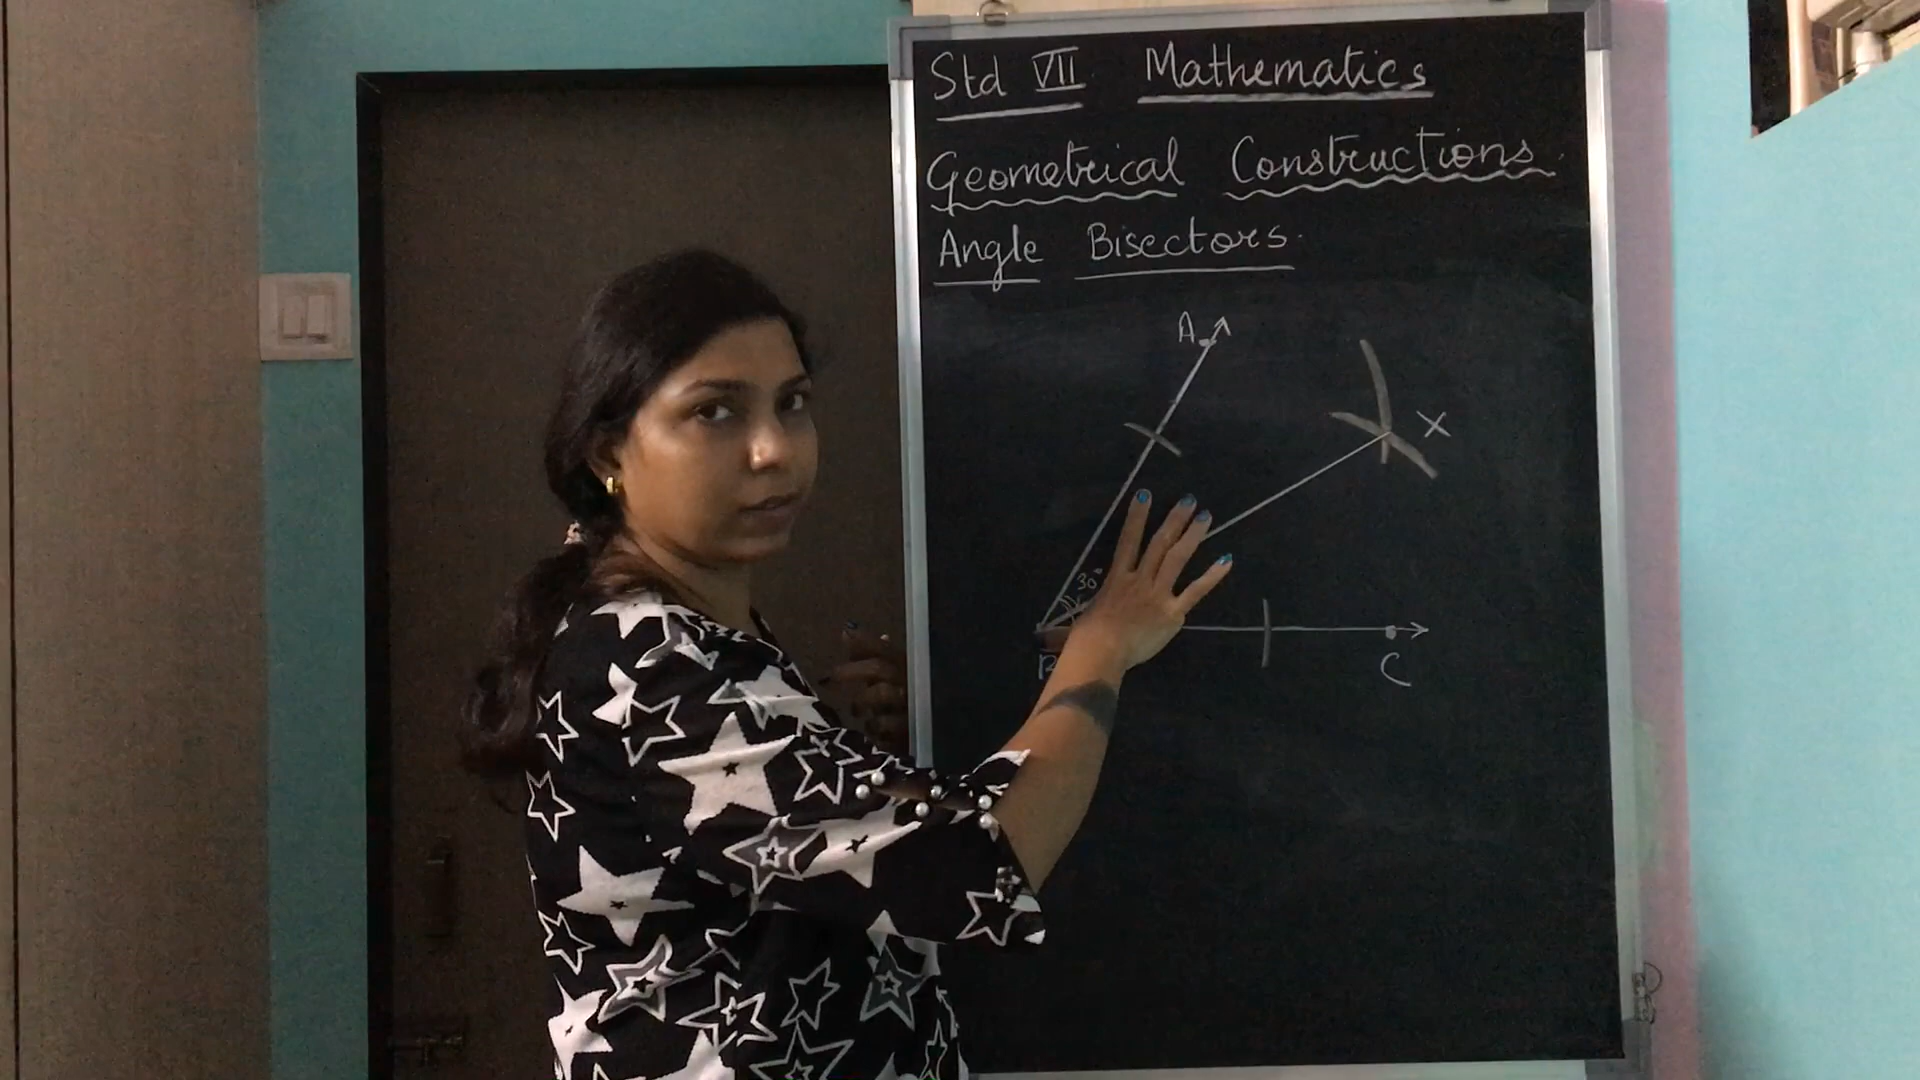 Std VII Mathematics
Geometrical Constructions.
Angle Bisectors.
A
X
30°
B
C